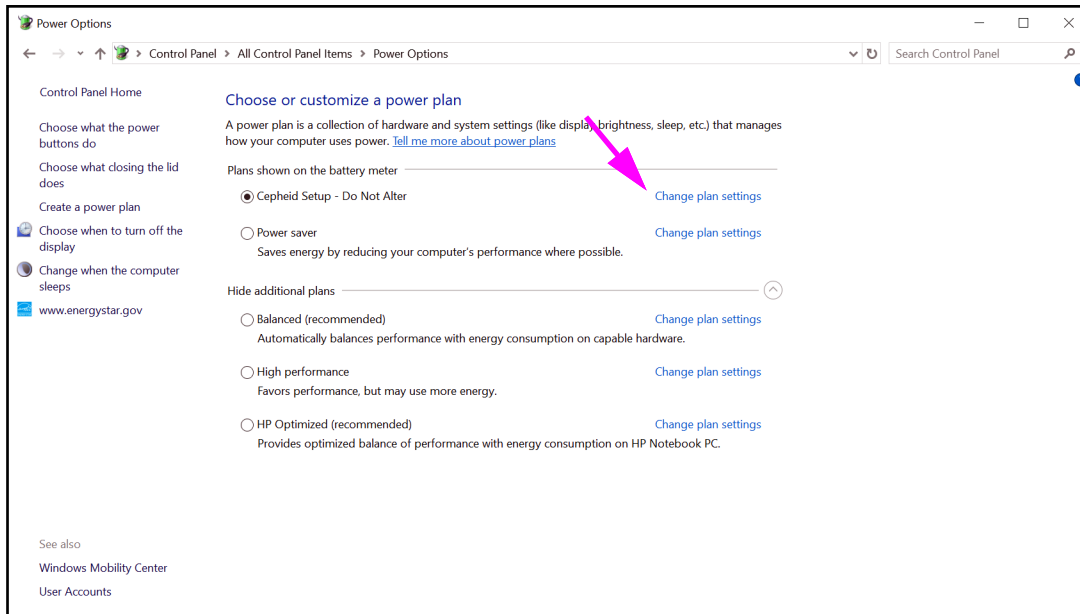 Power Options
Control Panel > All Control Panel Items > Power Options
Search Control Panel
Control Panel Home
Choose what the power
buttons do
Choose what closing the lid
does
Create a power plan
Choose when to turn off the
display
Change when the computer
sleeps
www.energystar.gov
Choose or customize a power plan
A power plan is a collection of hardware and system settings (like display brightness, sleep, etc.) that manages
how your computer uses power. Tell me more about power plans
Plans shown on the battery meter
Cepheid Setup - Do Not Alter Change plan settings
Power saver Change plan settings
Saves energy by reducing your computer's performance where possible.
Hide additional plans
Balanced (recommended) Change plan settings
Automatically balances performance with energy consumption on capable hardware.
High performance Change plan settings
Favors performance, but may use more energy.
HP Optimized (recommended) Change plan settings
Provides optimized balance of performance with energy consumption on HP Notebook PC.
See also
Windows Mobility Center
User Accounts